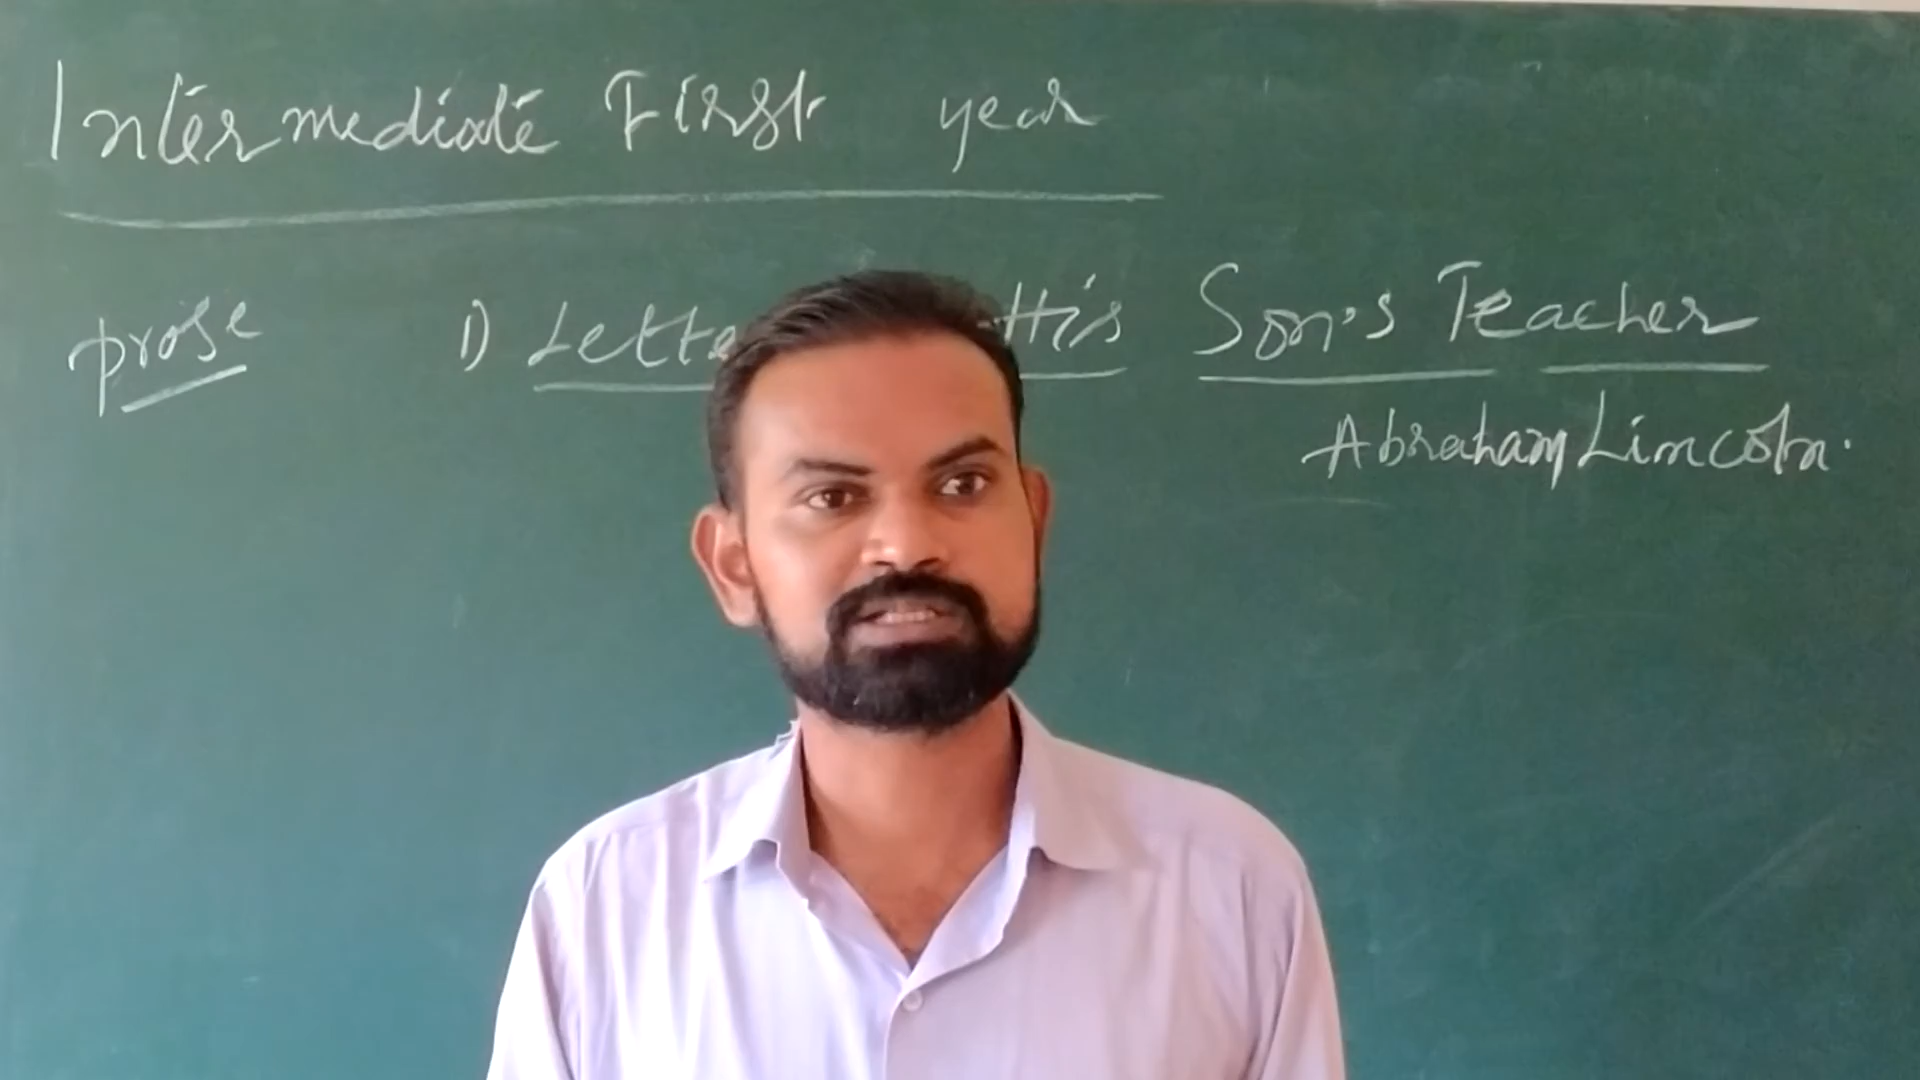 Intermediate First year
prose 1) Lette His Son's Teacher
Abraham Lincoln.